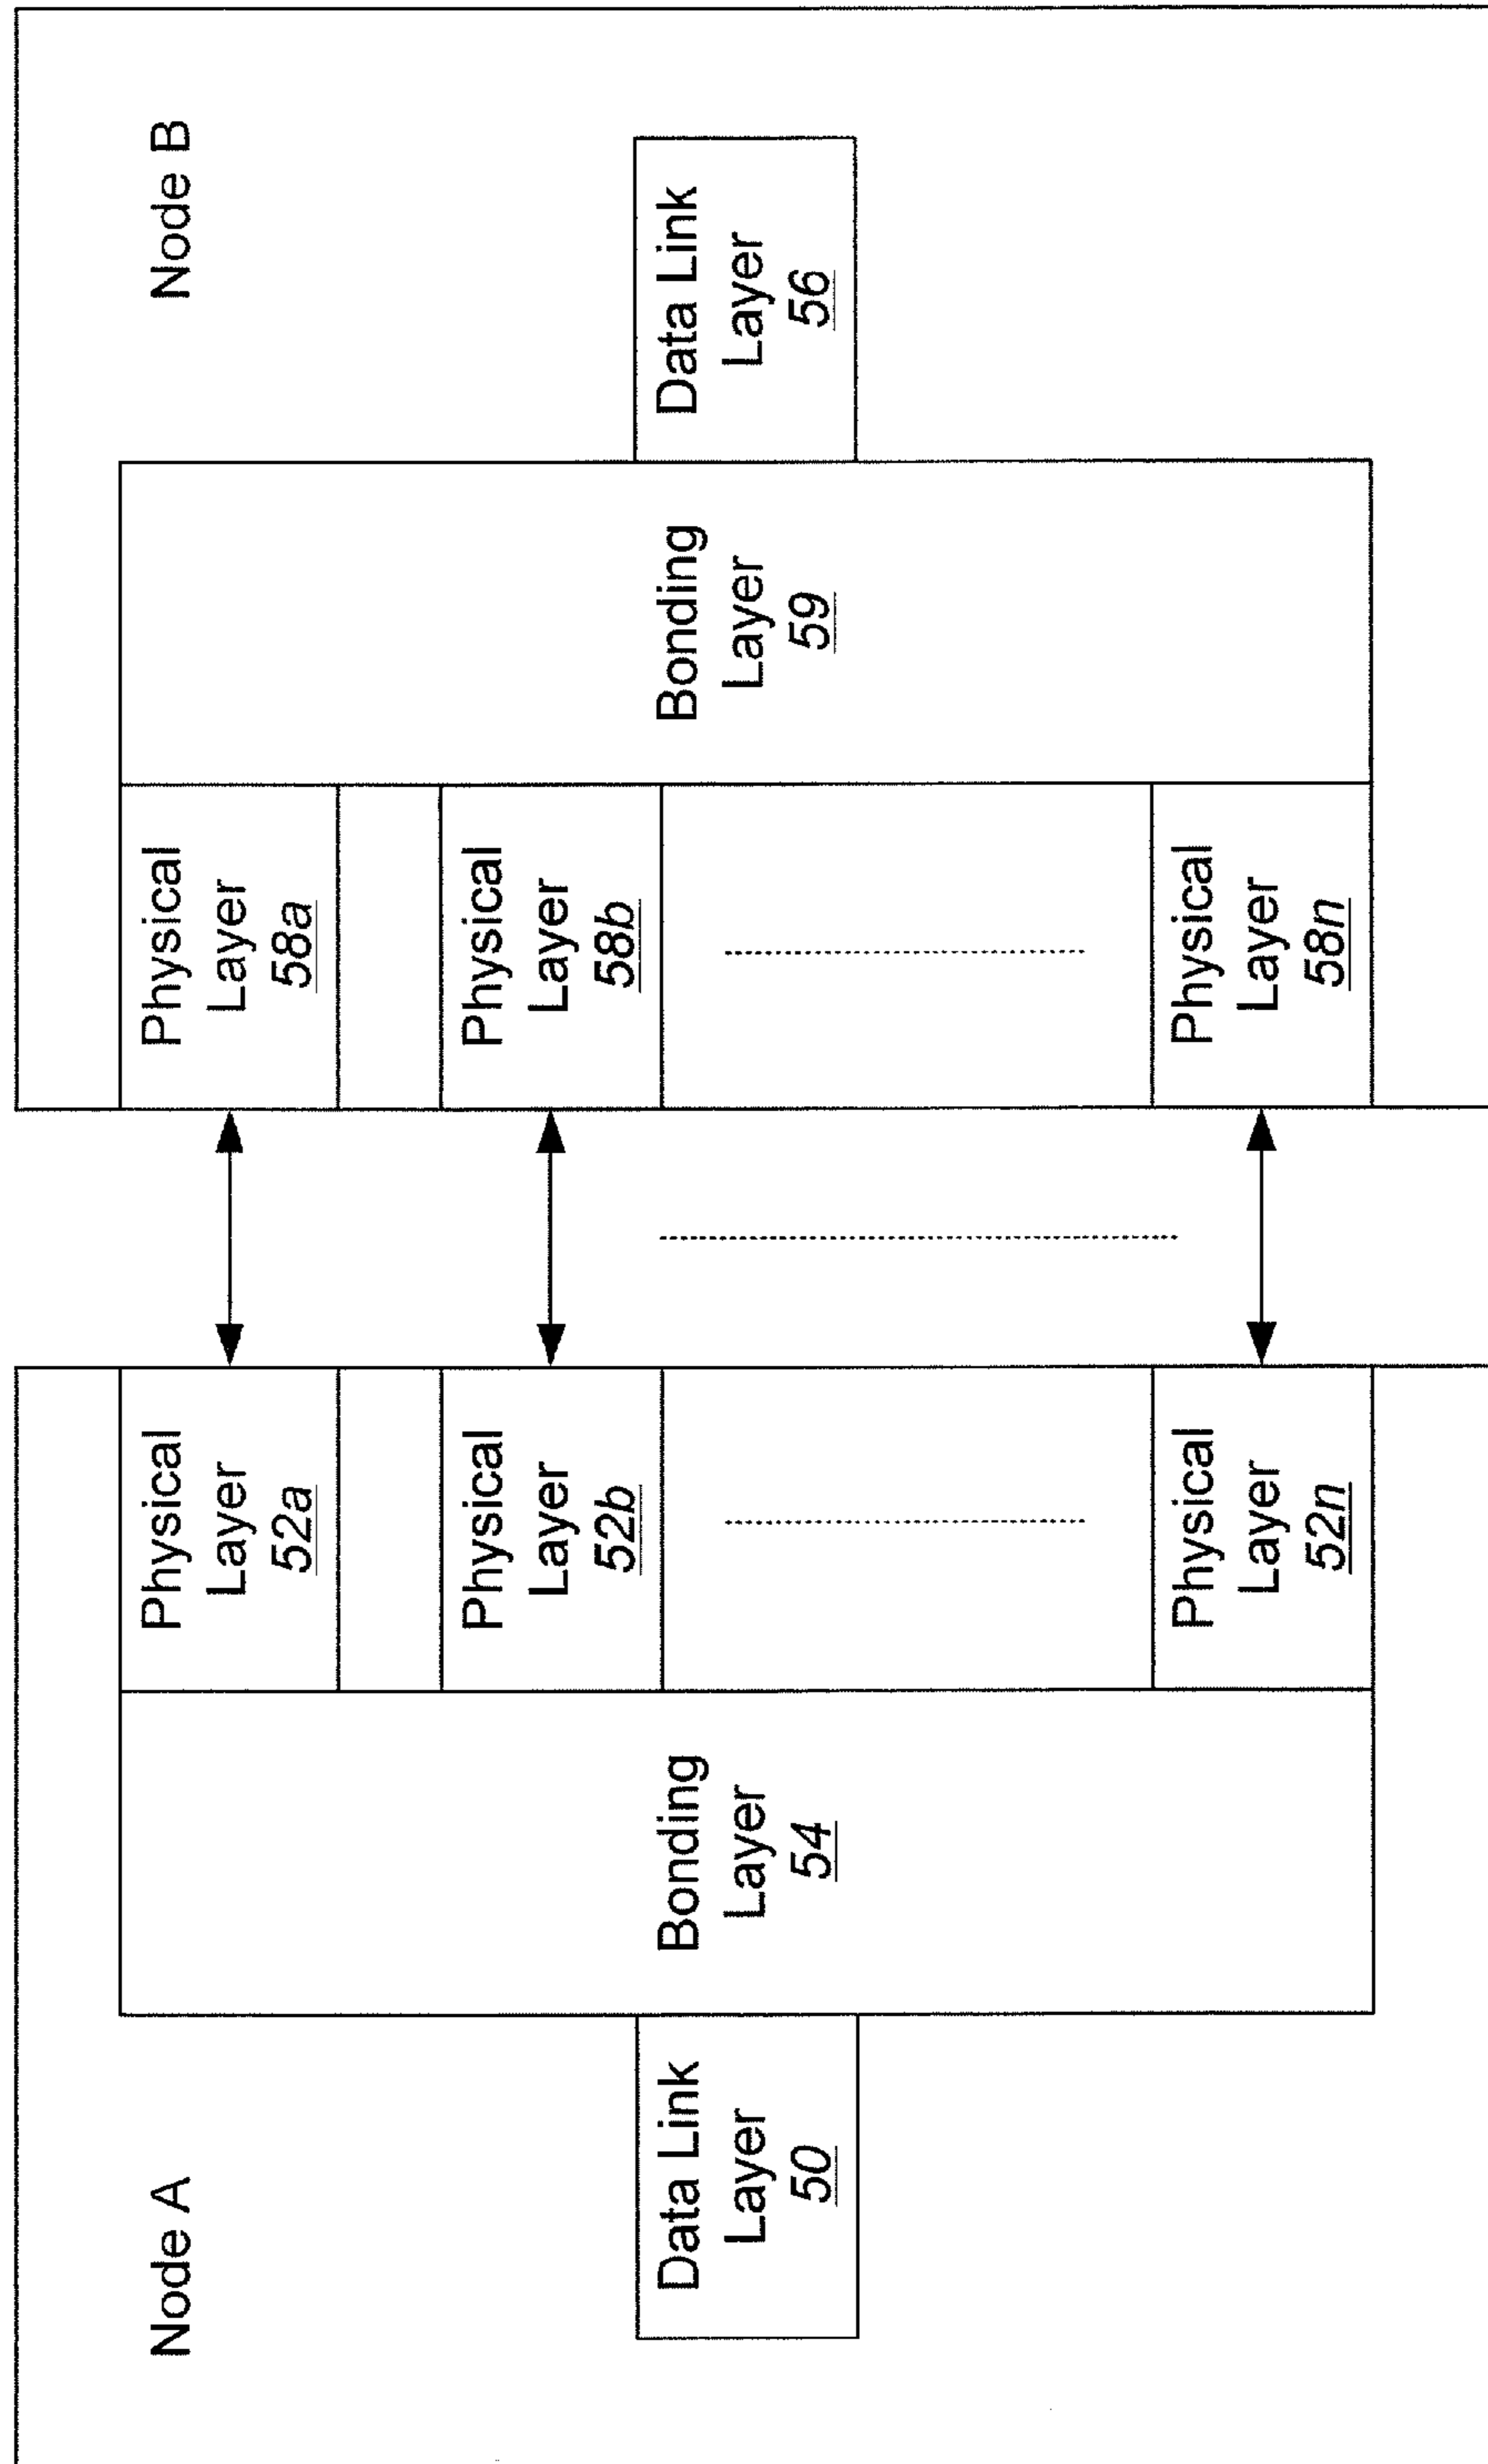 Node A
Data Link
Layer
50
Bonding
Layer
54
Physical
Layer
52a
Physical
Layer
52b
Physical
Layer
52n
Node B
Physical
Layer
58a
Physical
Layer
58b
Physical
Layer
58n
Bonding
Layer
59
Data Link
Layer
56